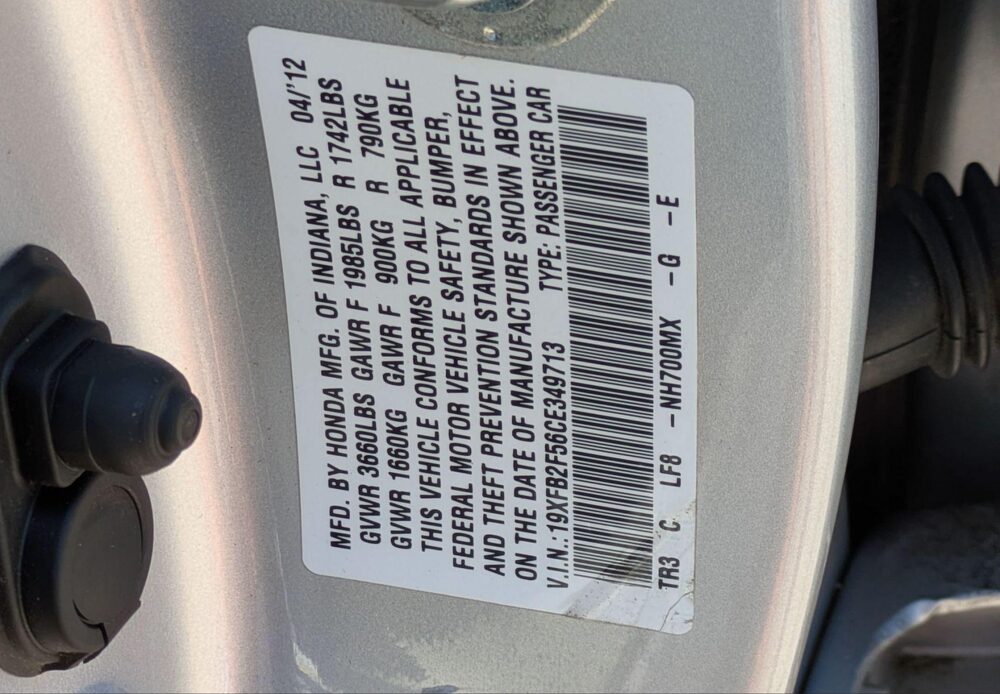 MFD. BY HONDA MFG. OF INDIANA, LLC 04/'12
GVWR 3660LBS GAWR F 1985LBS R 1742LBS
GVWR 1660KG GAWR F 900KG R 790KG
THIS VEHICLE CONFORMS TO ALL APPLICABLE
FEDERAL MOTOR VEHICLE SAFETY, BUMPER,
AND THEFT PREVENTION STANDARDS IN EFFECT
ON THE DATE OF MANUFACTURE SHOWN ABOVE.
V.I.N.:19XFB2F56CE349713 TYPE: PASSENGER CAR
TR3 C LF8 -NH700MX -G -E